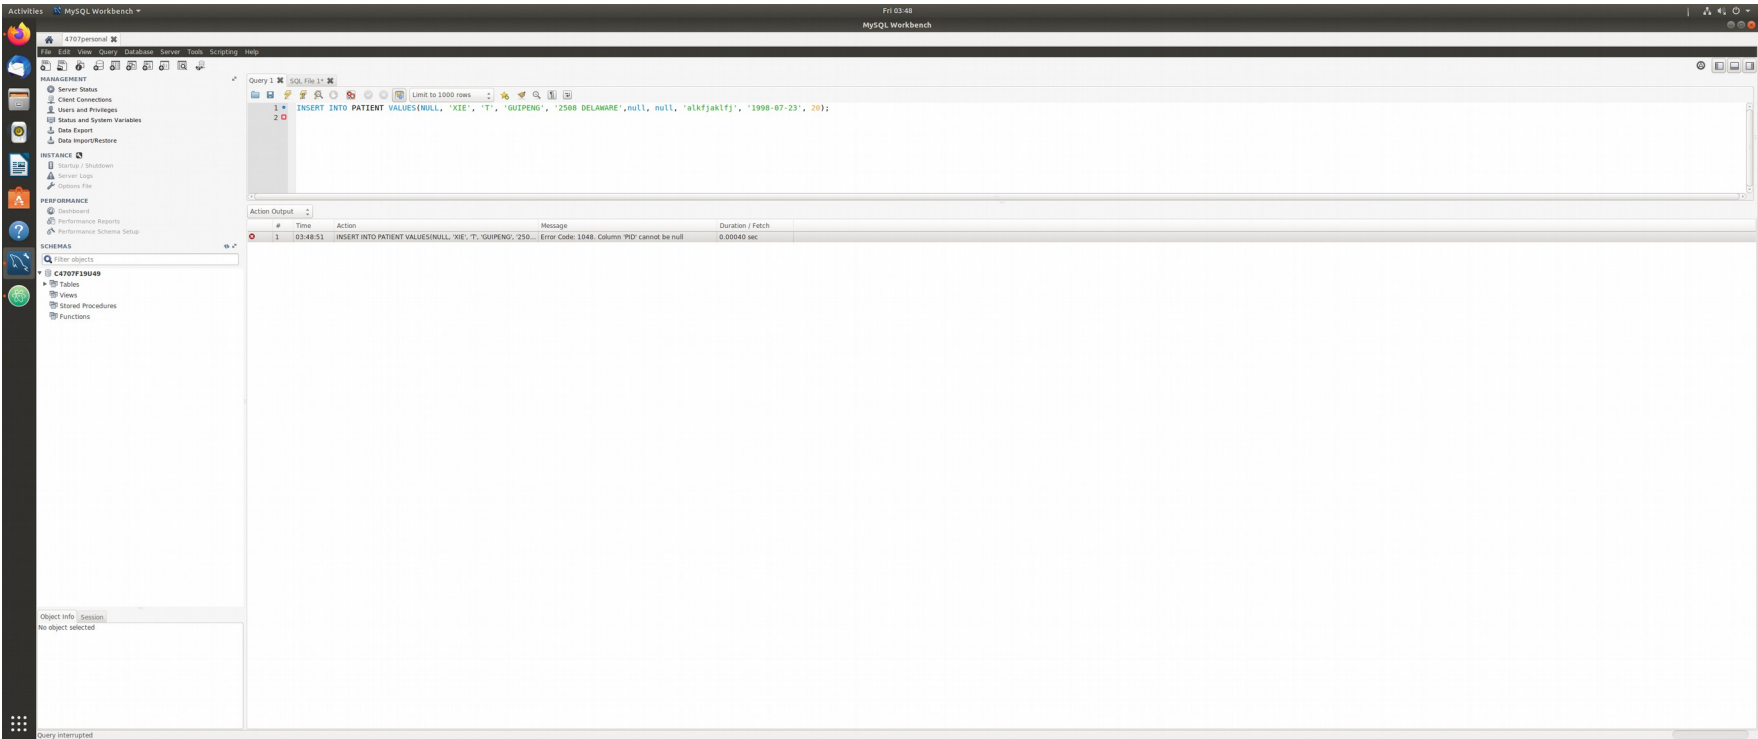 Activities MySQL Workbench Fri 03:48
MySQL Workbench
4707personal
File Edit View Query Database Server Tools Scripting Help
MANAGEMENT
Server Status
Client Connections
Users and Privileges
Status and System Variables
Data Export
Data Import/Restore
INSTANCE
Startup / Shutdown
Server Logs
Options File
PERFORMANCE
Dashboard
Performance Reports
Performance Schema Setup
SCHEMAS
Filter objects
C4707F19U49
Tables
Views
Stored Procedures
Functions
Object Info Session
No object selected
Query 1 SQL File 1*
Limit to 1000 rows
1 INSERT INTO PATIENT VALUES(NULL, 'XIE', 'T', 'GUIPENG', '2508 DELAWARE',null, null, 'alkfjaklfj', '1998-07-23', 20);
2
Action Output
# Time Action Message Duration / Fetch
1 03:48:51 INSERT INTO PATIENT VALUES(NULL, 'XIE', 'T', 'GUIPENG', '250... Error Code: 1048. Column 'PID' cannot be null 0.00040 sec
Query interrupted